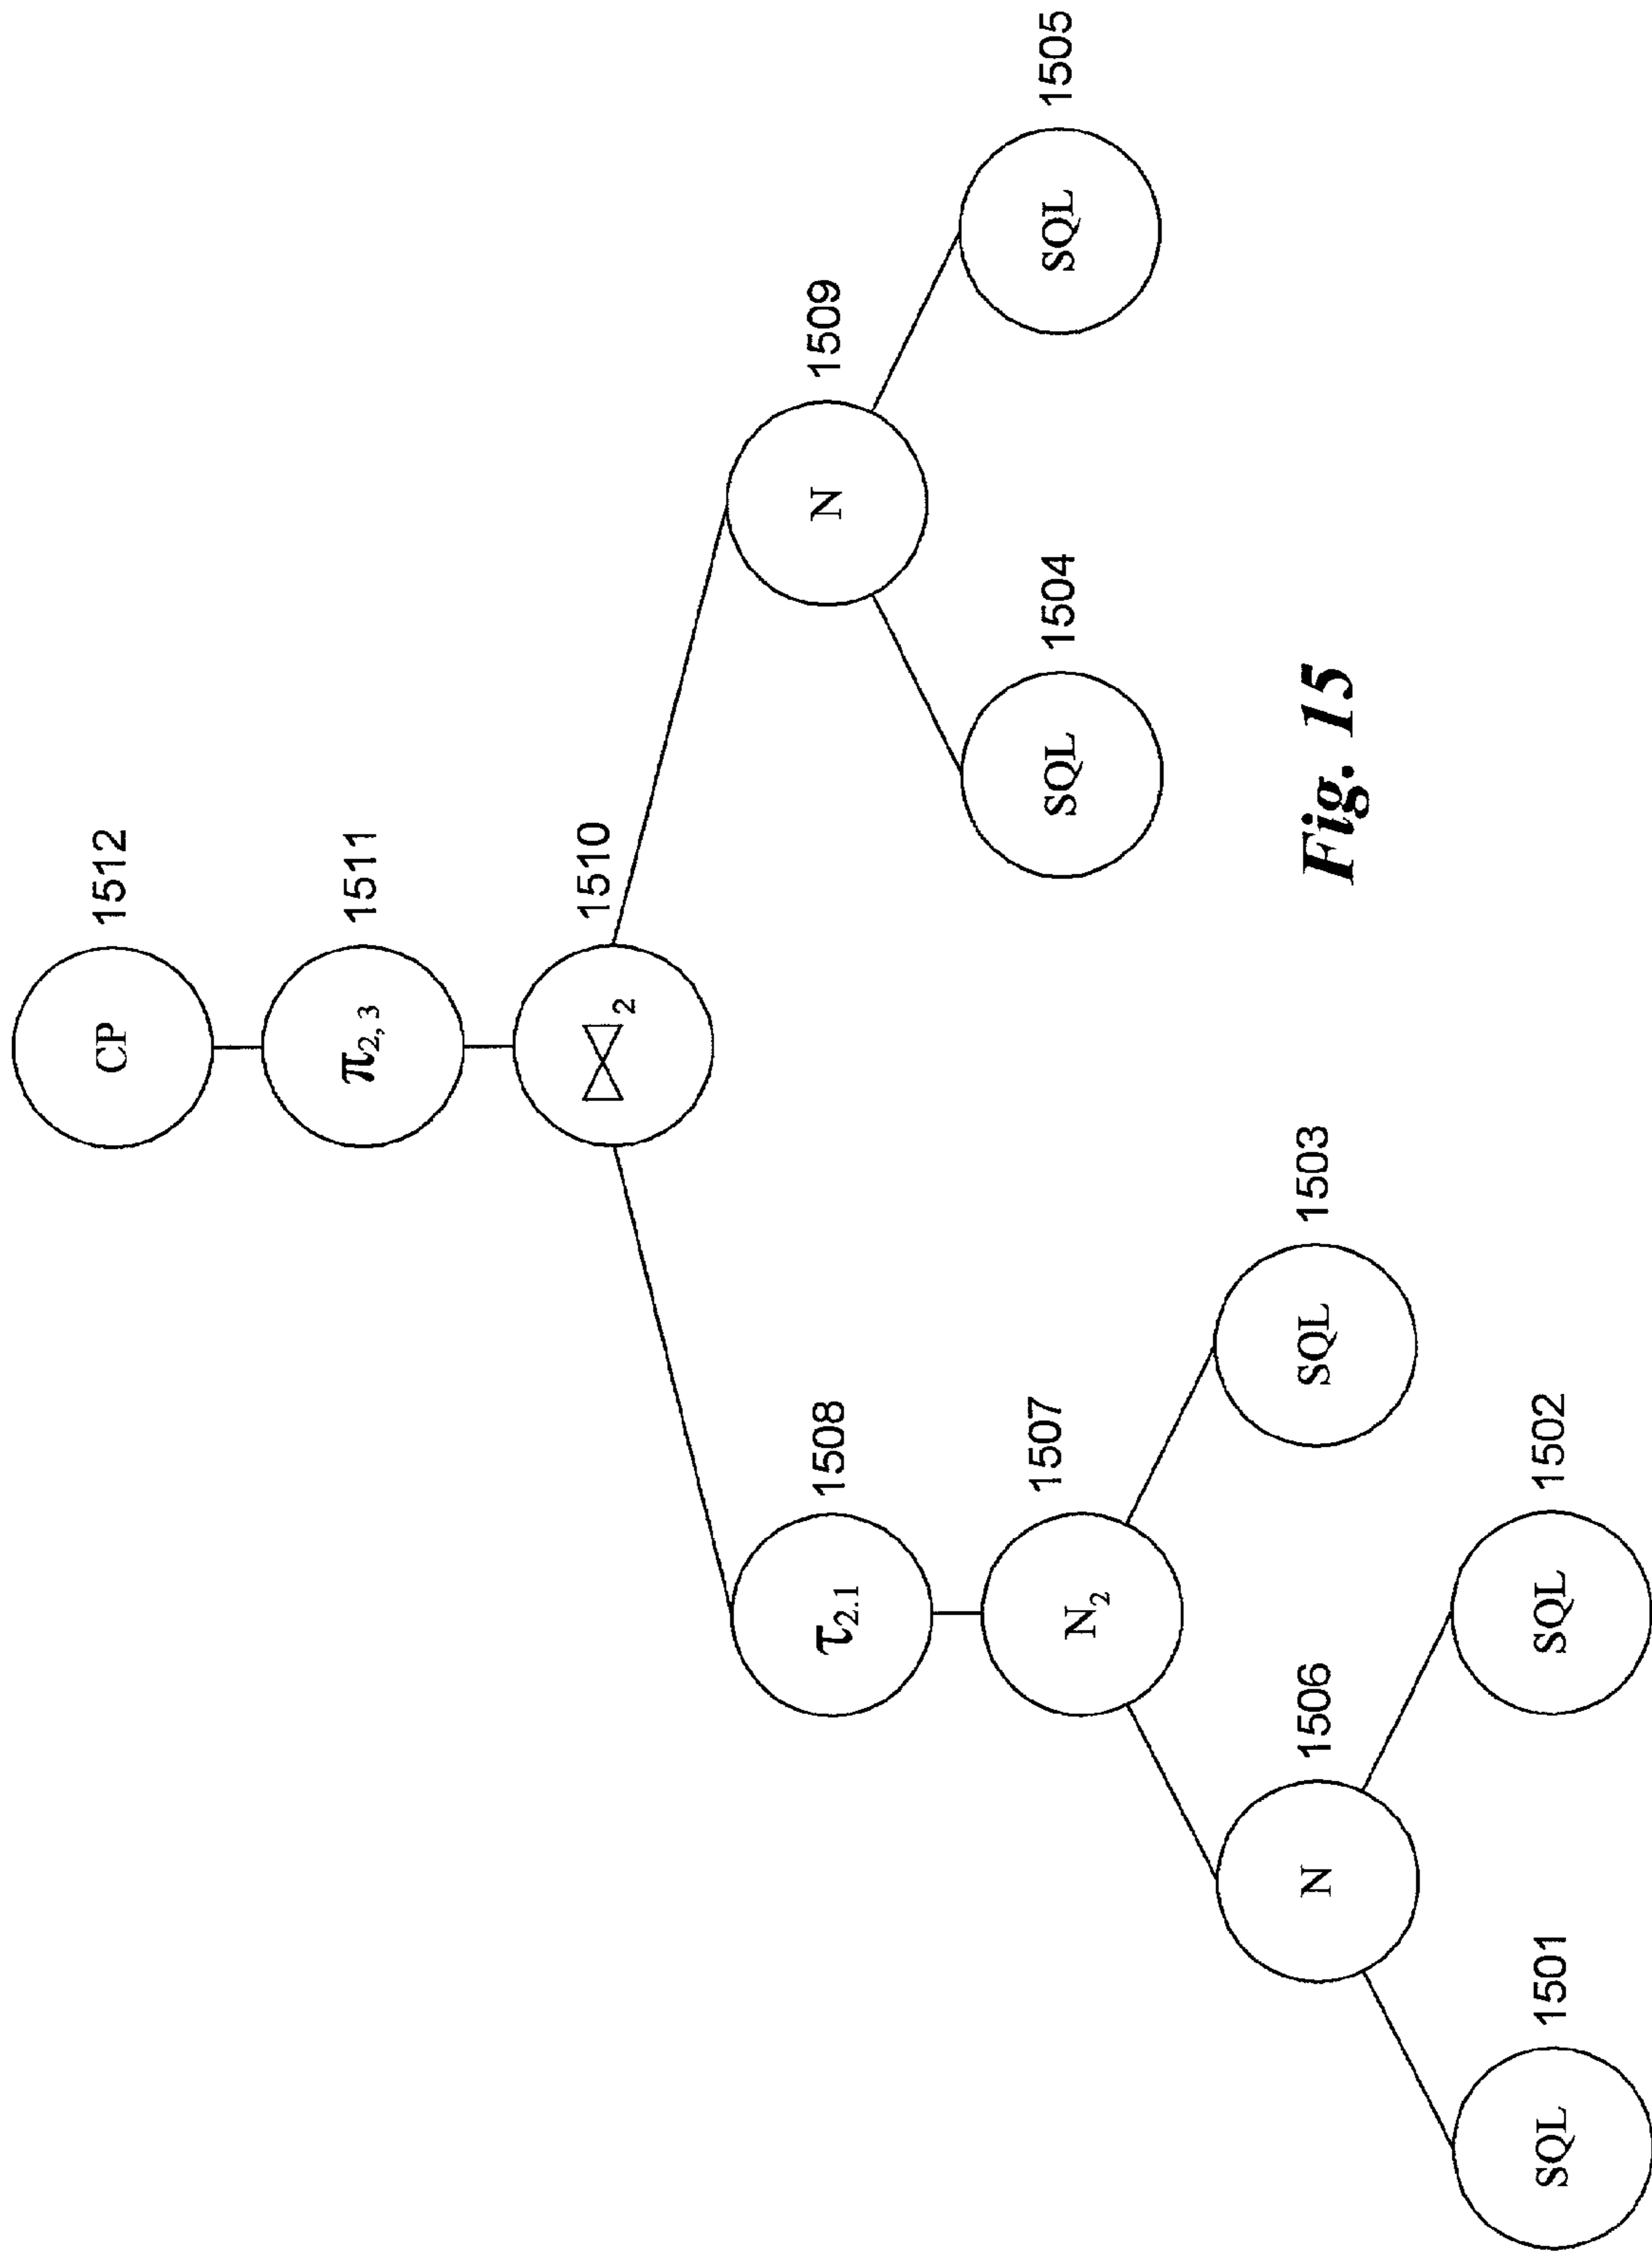 CP 1512
π2,3 1511
⋈2 1510
τ2.1 1508
N 1509
N2 1507
SQL 1504
SQL 1505
N 1506
SQL 1503
SQL 1501
SQL 1502
Fig. 15